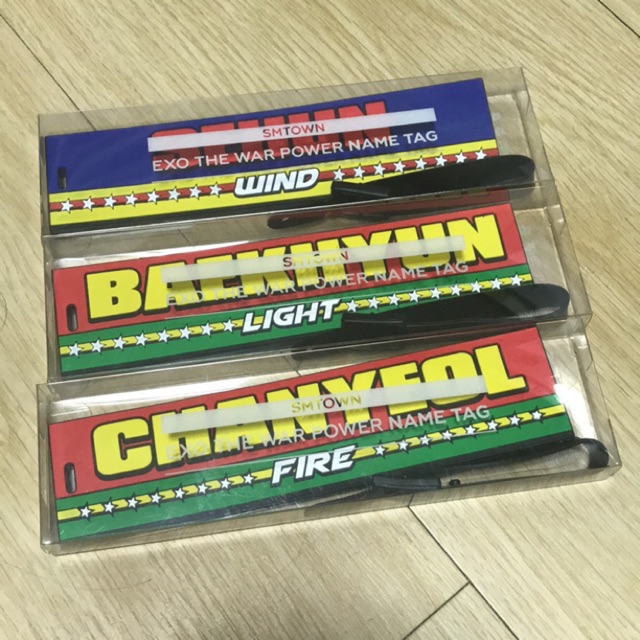 SEHUN
SMTOWN
EXO THE WAR POWER NAME TAG
WIND
BAEKHYUN
SMTOWN
EXO THE WAR POWER NAME TAG
LIGHT
CHANYEOL
SMTOWN
EXO THE WAR POWER NAME TAG
FIRE